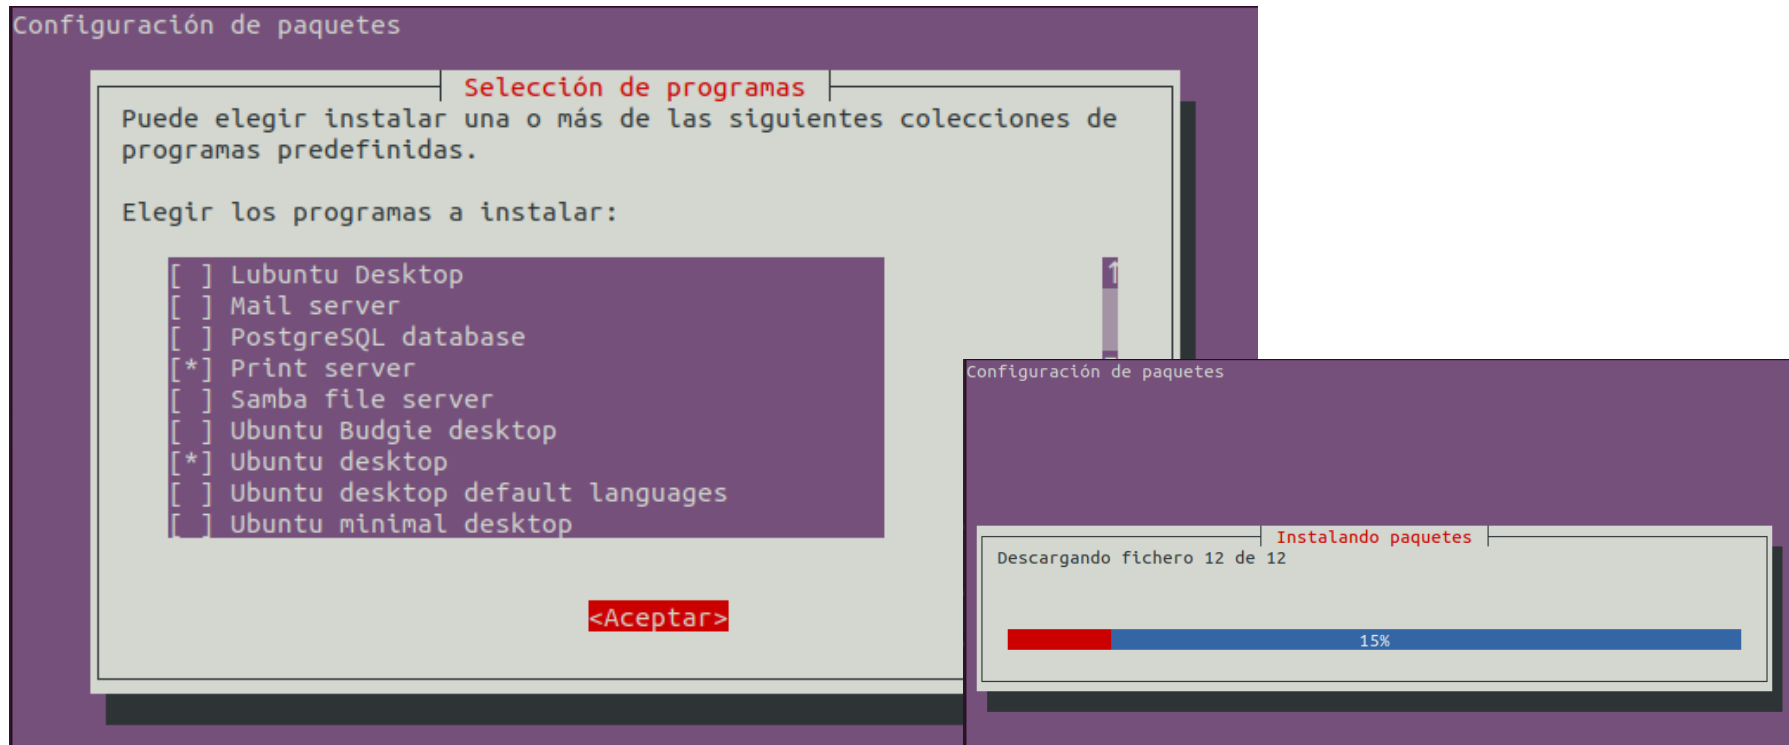 Configuración de paquetes
Selección de programas
Puede elegir instalar una o más de las siguientes colecciones de
programas predefinidas.
Elegir los programas a instalar:
[ ] Lubuntu Desktop
[ ] Mail server
[ ] PostgreSQL database
[*] Print server
[ ] Samba file server
[ ] Ubuntu Budgie desktop
[*] Ubuntu desktop
[ ] Ubuntu desktop default languages
[ ] Ubuntu minimal desktop
<Aceptar>
Configuración de paquetes
Instalando paquetes
Descargando fichero 12 de 12
15%